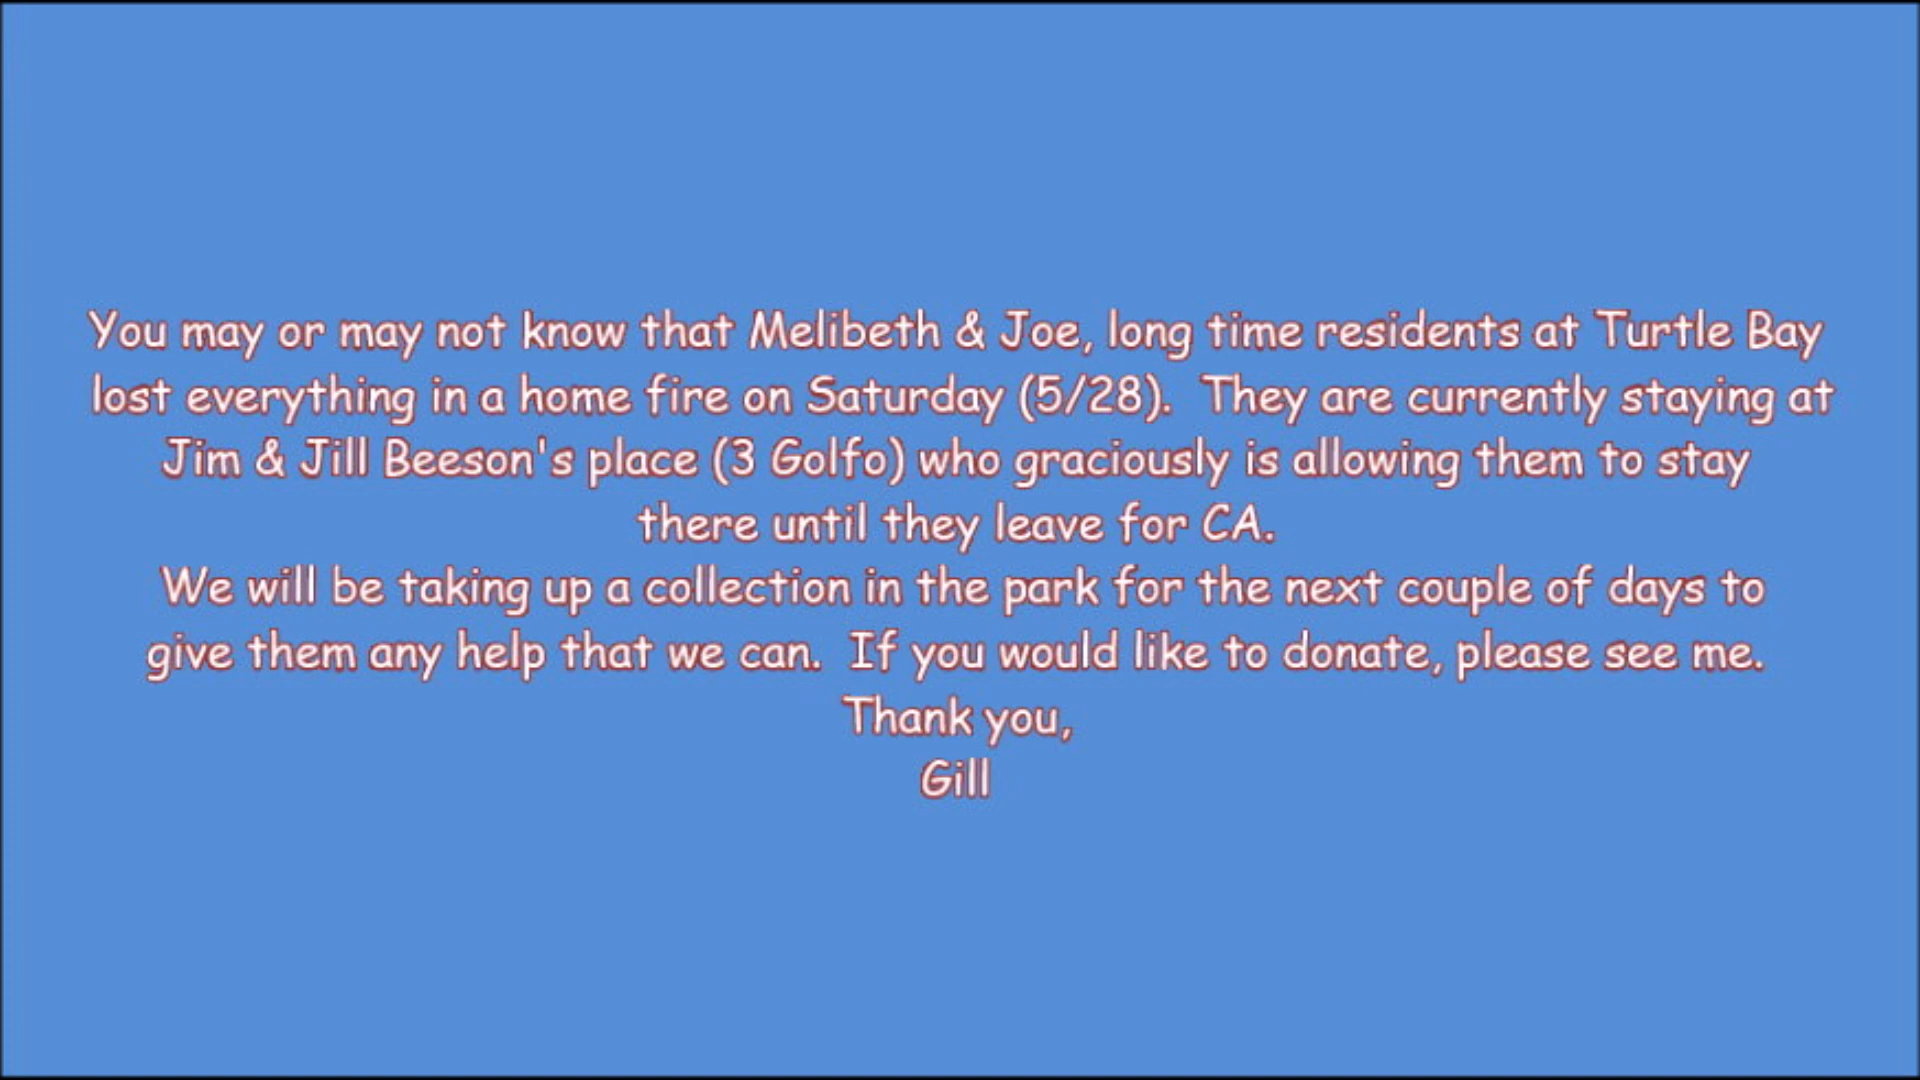 You may or may not know that Melibeth & Joe, long time residents at Turtle Bay
lost everything in a home fire on Saturday (5/28).  They are currently staying at
Jim & Jill Beeson's place (3 Golfo) who graciously is allowing them to stay
there until they leave for CA.
We will be taking up a collection in the park for the next couple of days to
give them any help that we can.  If you would like to donate, please see me.
Thank you,
Gill